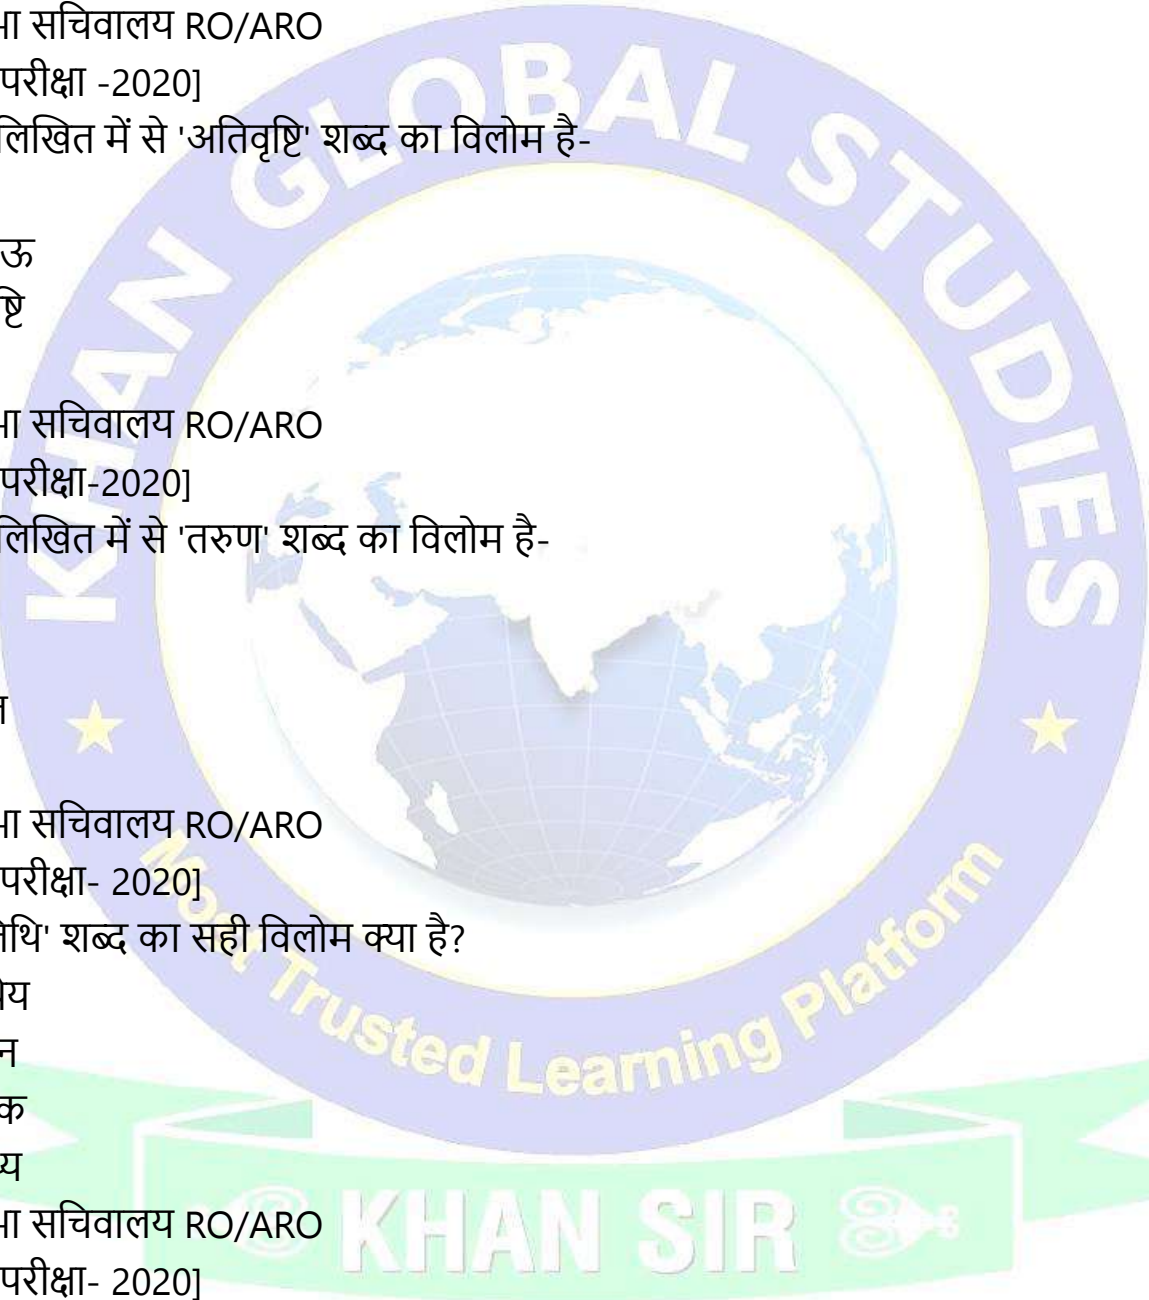 भा सचिवालय RO/ARO
परीक्षा -2020]
लिखित में से 'अतिवृष्टि' शब्द का विलोम है-
ऊ
ष्टि
भा सचिवालय RO/ARO
परीक्षा-2020]
लिखित में से 'तरुण' शब्द का विलोम है-
भा सचिवालय RO/ARO
परीक्षा- 2020]
तिथि' शब्द का सही विलोम क्या है?
न
क
भा सचिवालय RO/ARO
परीक्षा- 2020]
KHAN GLOBAL STUDIES
Most Trusted Learning Platform
KHAN SIR